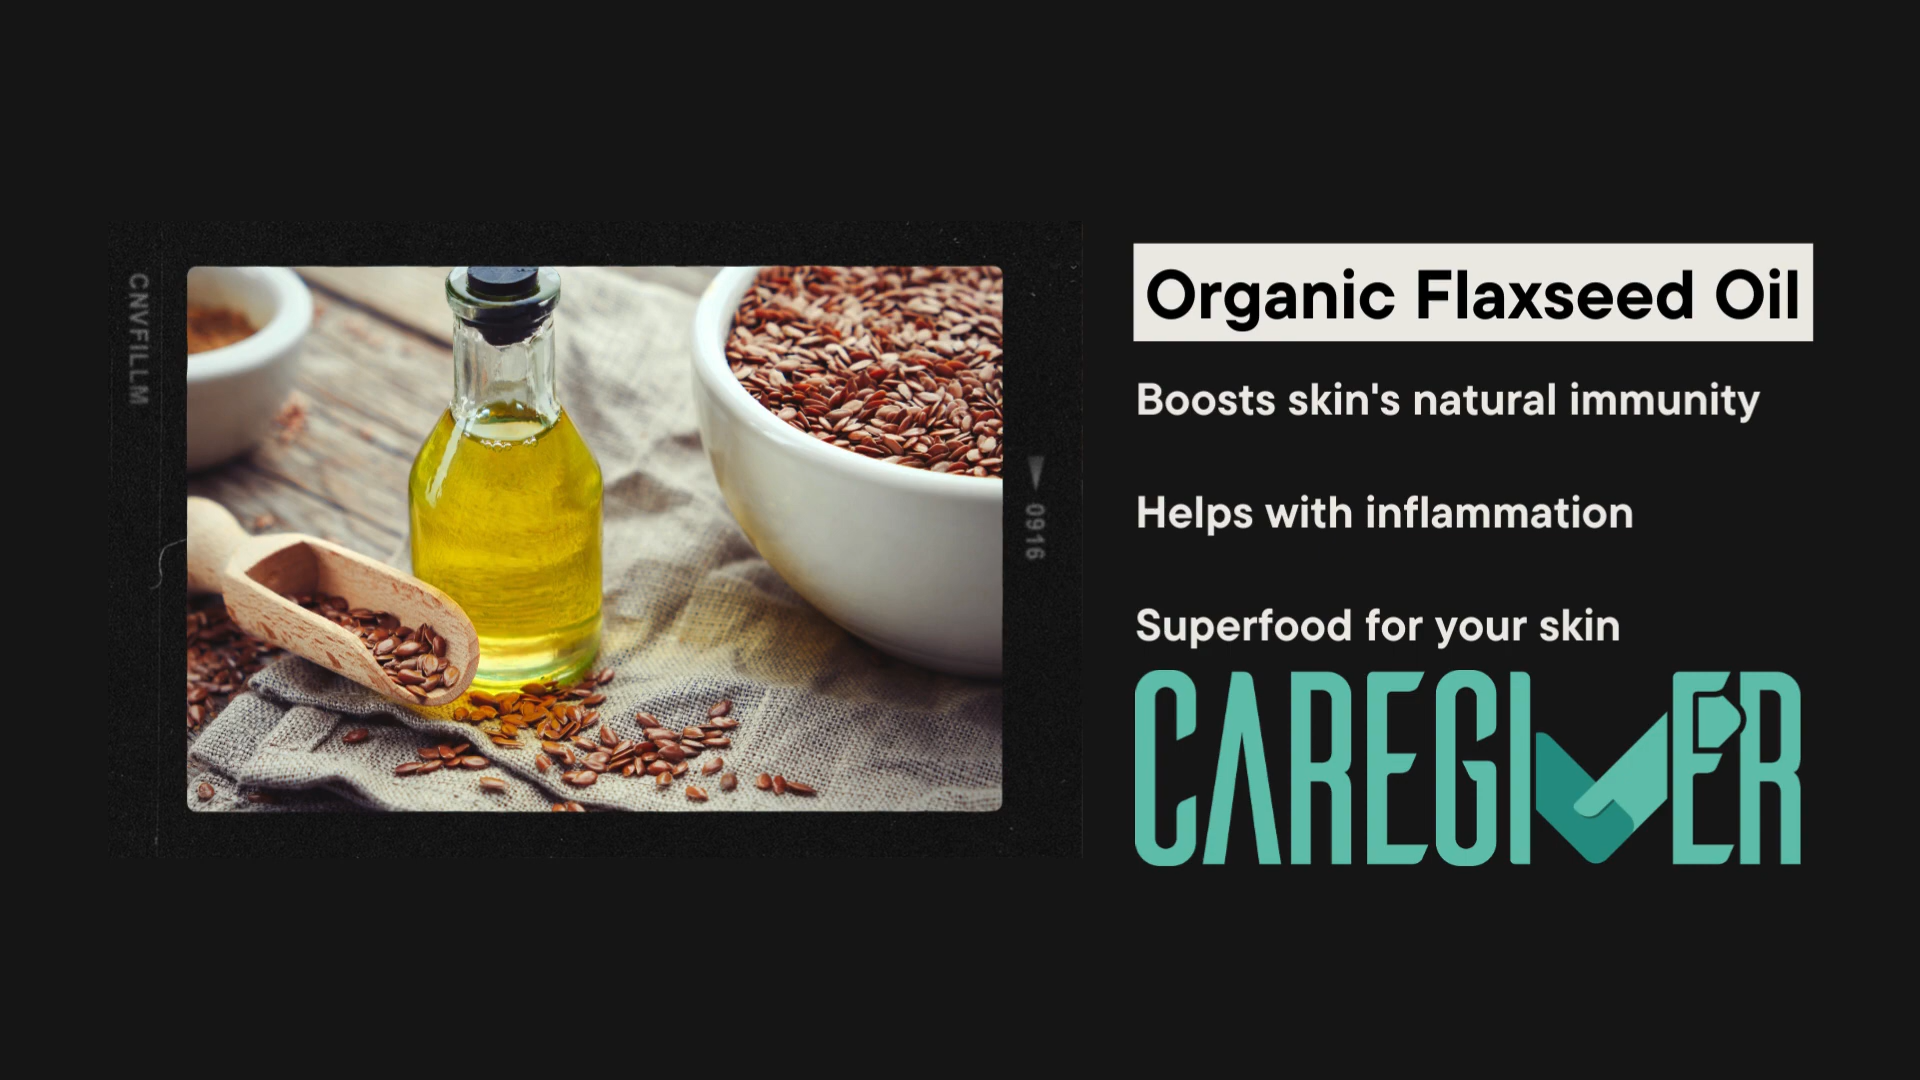 CNVFILLM
0916
Organic Flaxseed Oil
Boosts skin's natural immunity
Helps with inflammation
Superfood for your skin
CAREGIVER